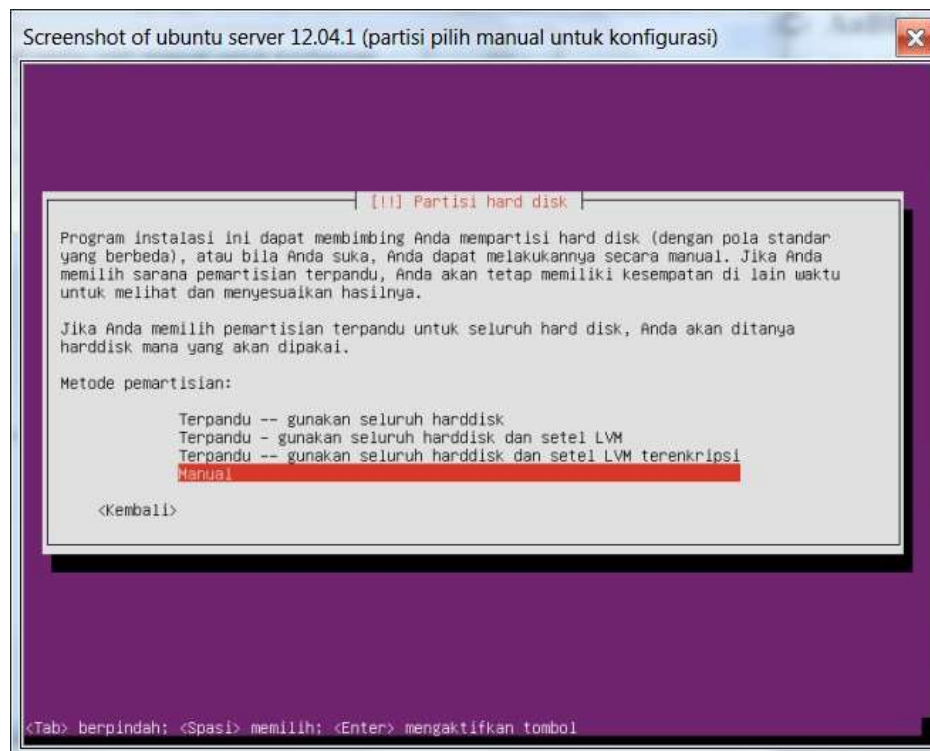 Screenshot of ubuntu server 12.04.1 (partisi pilih manual untuk konfigurasi)
[!!] Partisi hard disk
Program instalasi ini dapat membimbing Anda mempartisi hard disk (dengan pola standar
yang berbeda), atau bila Anda suka, Anda dapat melakukannya secara manual. Jika Anda
memilih sarana pemartisian terpandu, Anda akan tetap memiliki kesempatan di lain waktu
untuk melihat dan menyesuaikan hasilnya.
Jika Anda memilih pemartisian terpandu untuk seluruh hard disk, Anda akan ditanya
harddisk mana yang akan dipakai.
Metode pemartisian:
Terpandu -- gunakan seluruh harddisk
Terpandu - gunakan seluruh harddisk dan setel LVM
Terpandu -- gunakan seluruh harddisk dan setel LVM terenkripsi
Manual
<Kembali>
<Tab> berpindah; <Spasi> memilih; <Enter> mengaktifkan tombol